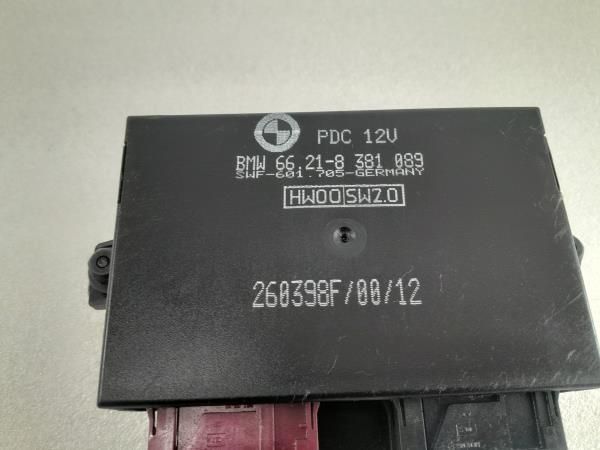 PDC 12V
BMW 66.21-8 381 089
SWF-601.705-GERMANY
HW00 SW2.0
260398F/00/12